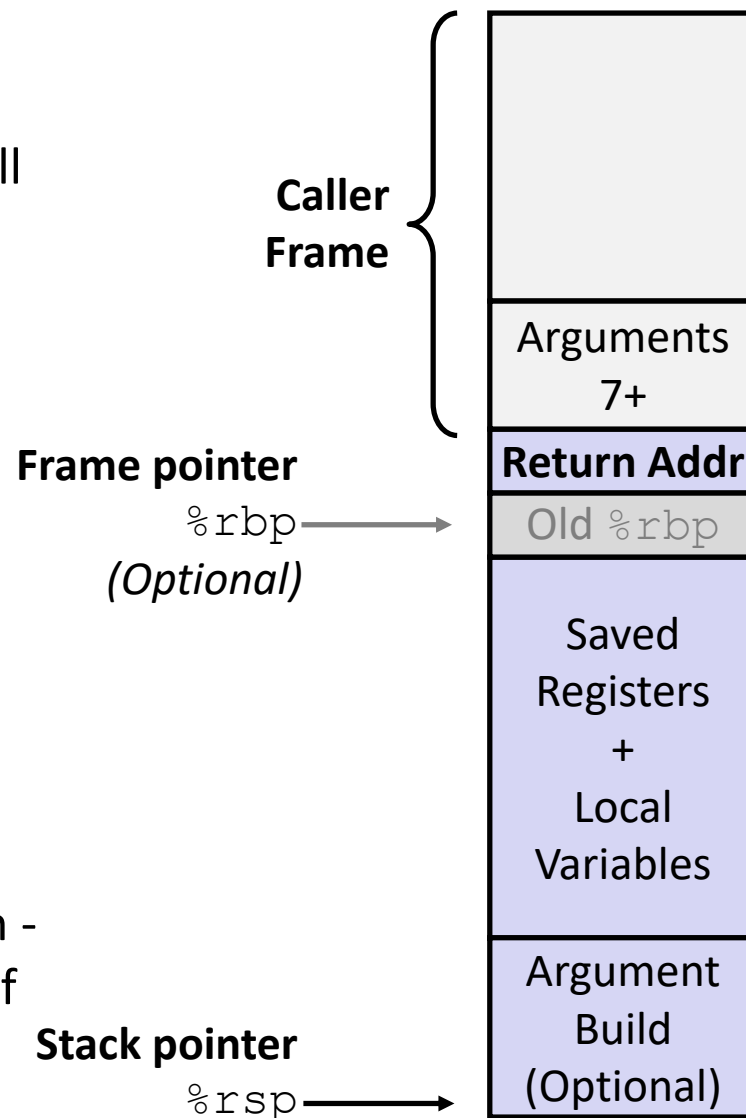 ll
Caller
Frame
Arguments
7+
Frame pointer
%rbp
(Optional)
Return Addr
Old %rbp
Saved
Registers
+
Local
Variables
n -
f
Stack pointer
%rsp
Argument
Build
(Optional)